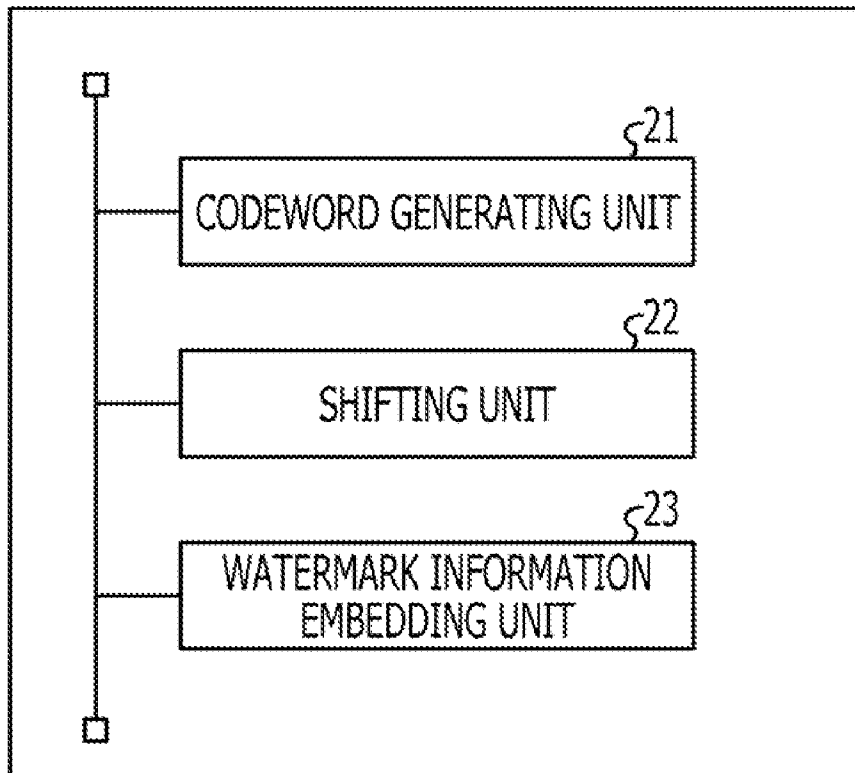 21
CODEWORD GENERATING UNIT
22
SHIFTING UNIT
23
WATERMARK INFORMATION
EMBEDDING UNIT